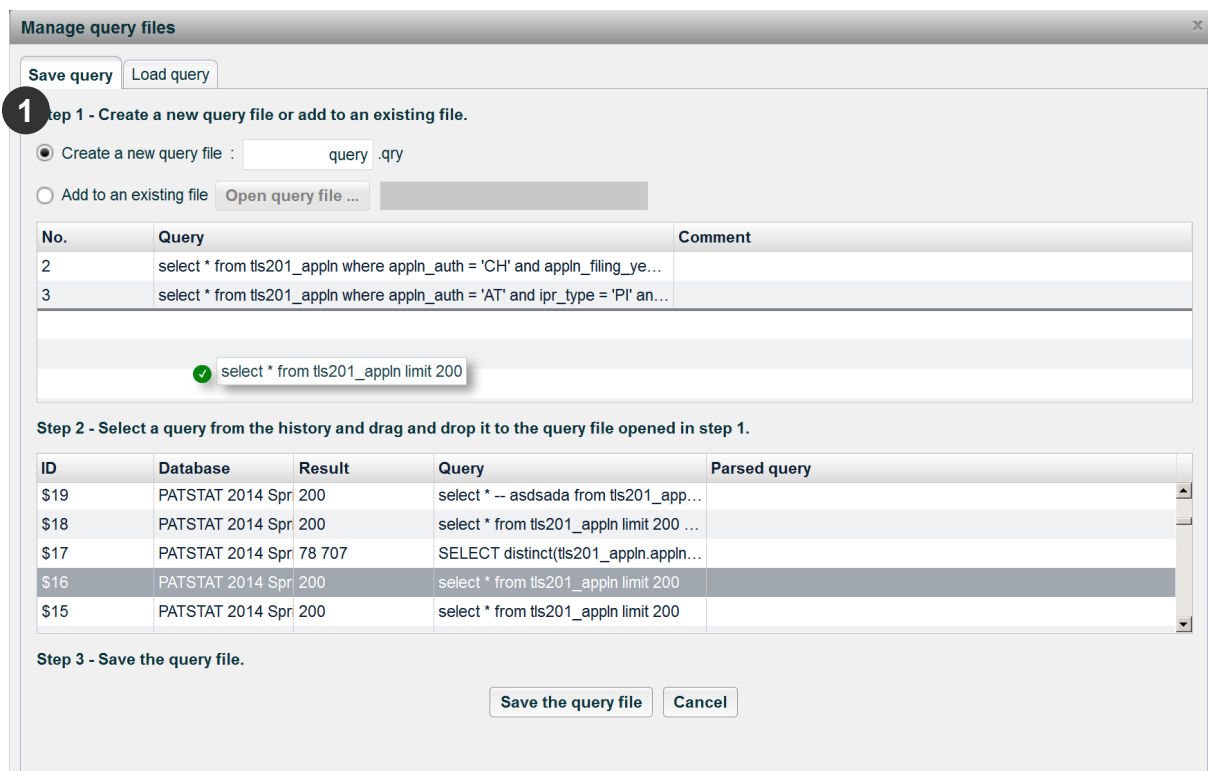 Manage query files x
Save query Load query
1
tep 1 - Create a new query file or add to an existing file.
Create a new query file : query .qry
Add to an existing file Open query file ...
No. Query Comment
2 select * from tls201_appln where appln_auth = 'CH' and appln_filing_ye…
3 select * from tls201_appln where appln_auth = 'AT' and ipr_type = 'PI' an…
select * from tls201_appln limit 200
Step 2 - Select a query from the history and drag and drop it to the query file opened in step 1.
ID Database Result Query Parsed query
$19 PATSTAT 2014 Spr 200 select * -- asdsada from tls201_app…
$18 PATSTAT 2014 Spr 200 select * from tls201_appln limit 200 …
$17 PATSTAT 2014 Spr 78 707 SELECT distinct(tls201_appln.appln…
$16 PATSTAT 2014 Spr 200 select * from tls201_appln limit 200
$15 PATSTAT 2014 Spr 200 select * from tls201_appln limit 200
Step 3 - Save the query file.
Save the query file Cancel